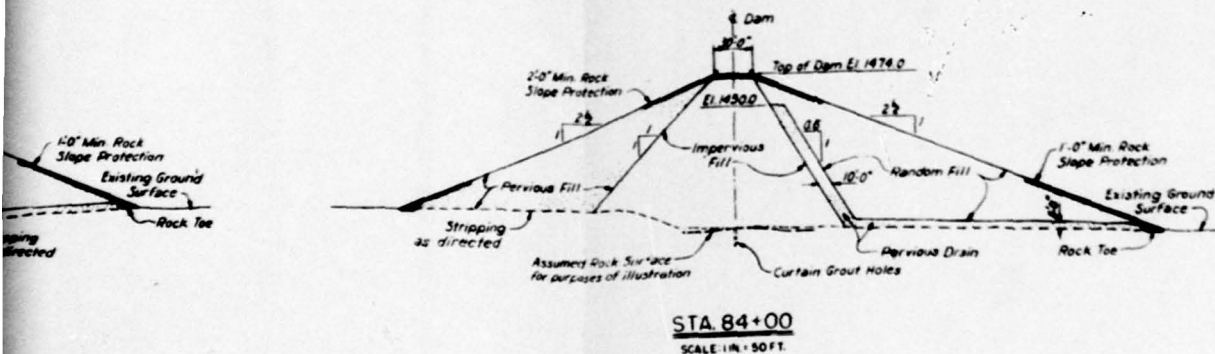 ℄ Dam
30'-0"
Top of Dam El. 1474.0
2'-0" Min. Rock
Slope Protection
El. 1450.0
2½
1
1
1
0.6
1
2½
1
Impervious
Fill
10'-0"
Random Fill
1'-0" Min. Rock
Slope Protection
Existing Ground
Surface
Pervious Fill
Stripping
as directed
Assumed Rock Surface
for purposes of illustration
Curtain Grout Holes
Pervious Drain
Rock Toe
1'-0" Min. Rock
Slope Protection
Existing Ground
Surface
Rock Toe
pping
directed
STA. 84+00
SCALE: 1 IN. = 50 FT.